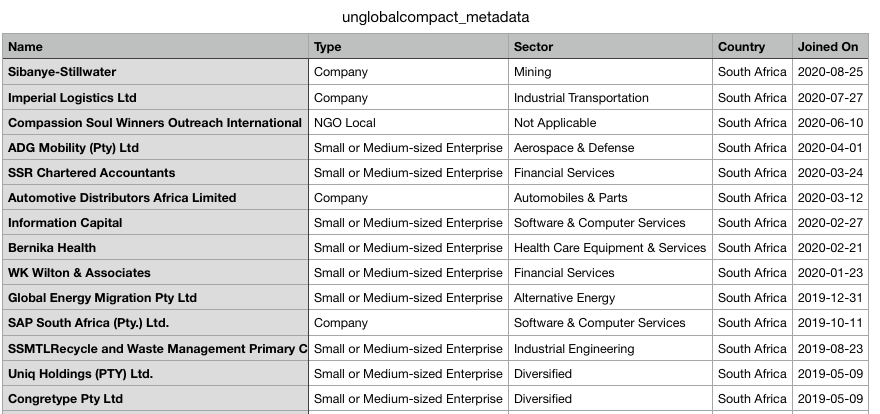 unglobalcompact_metadata
Name Type Sector Country Joined On
Sibanye-Stillwater Company Mining South Africa 2020-08-25
Imperial Logistics Ltd Company Industrial Transportation South Africa 2020-07-27
Compassion Soul Winners Outreach International NGO Local Not Applicable South Africa 2020-06-10
ADG Mobility (Pty) Ltd Small or Medium-sized Enterprise Aerospace & Defense South Africa 2020-04-01
SSR Chartered Accountants Small or Medium-sized Enterprise Financial Services South Africa 2020-03-24
Automotive Distributors Africa Limited Company Automobiles & Parts South Africa 2020-03-12
Information Capital Small or Medium-sized Enterprise Software & Computer Services South Africa 2020-02-27
Bernika Health Small or Medium-sized Enterprise Health Care Equipment & Services South Africa 2020-02-21
WK Wilton & Associates Small or Medium-sized Enterprise Financial Services South Africa 2020-01-23
Global Energy Migration Pty Ltd Small or Medium-sized Enterprise Alternative Energy South Africa 2019-12-31
SAP South Africa (Pty.) Ltd. Company Software & Computer Services South Africa 2019-10-11
SSMTLRecycle and Waste Management Primary C Small or Medium-sized Enterprise Industrial Engineering South Africa 2019-08-23
Uniq Holdings (PTY) Ltd. Small or Medium-sized Enterprise Diversified South Africa 2019-05-09
Congretype Pty Ltd Small or Medium-sized Enterprise Diversified South Africa 2019-05-09